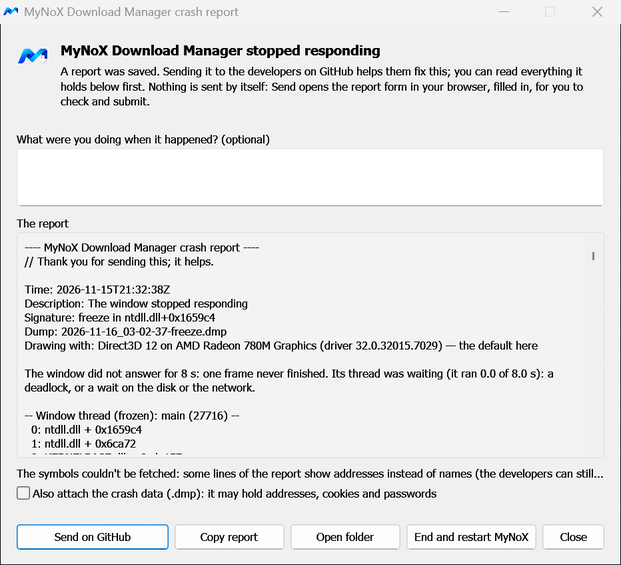 MyNoX Download Manager crash report
MyNoX Download Manager stopped responding
A report was saved. Sending it to the developers on GitHub helps them fix this; you can read everything it
holds below first. Nothing is sent by itself: Send opens the report form in your browser, filled in, for you to
check and submit.
What were you doing when it happened? (optional)
The report
---- MyNoX Download Manager crash report ----
// Thank you for sending this; it helps.
Time: 2026-11-15T21:32:38Z
Description: The window stopped responding
Signature: freeze in ntdll.dll+0x1659c4
Dump: 2026-11-16_03-02-37-freeze.dmp
Drawing with: Direct3D 12 on AMD Radeon 780M Graphics (driver 32.0.32015.7029) — the default here
The window did not answer for 8 s: one frame never finished. Its thread was waiting (it ran 0.0 of 8.0 s): a
deadlock, or a wait on the disk or the network.
-- Window thread (frozen): main (27716) --
0: ntdll.dll + 0x1659c4
1: ntdll.dll + 0x6ca72
The symbols couldn't be fetched: some lines of the report show addresses instead of names (the developers can still...
Also attach the crash data (.dmp): it may hold addresses, cookies and passwords
Send on GitHub
Copy report
Open folder
End and restart MyNoX
Close